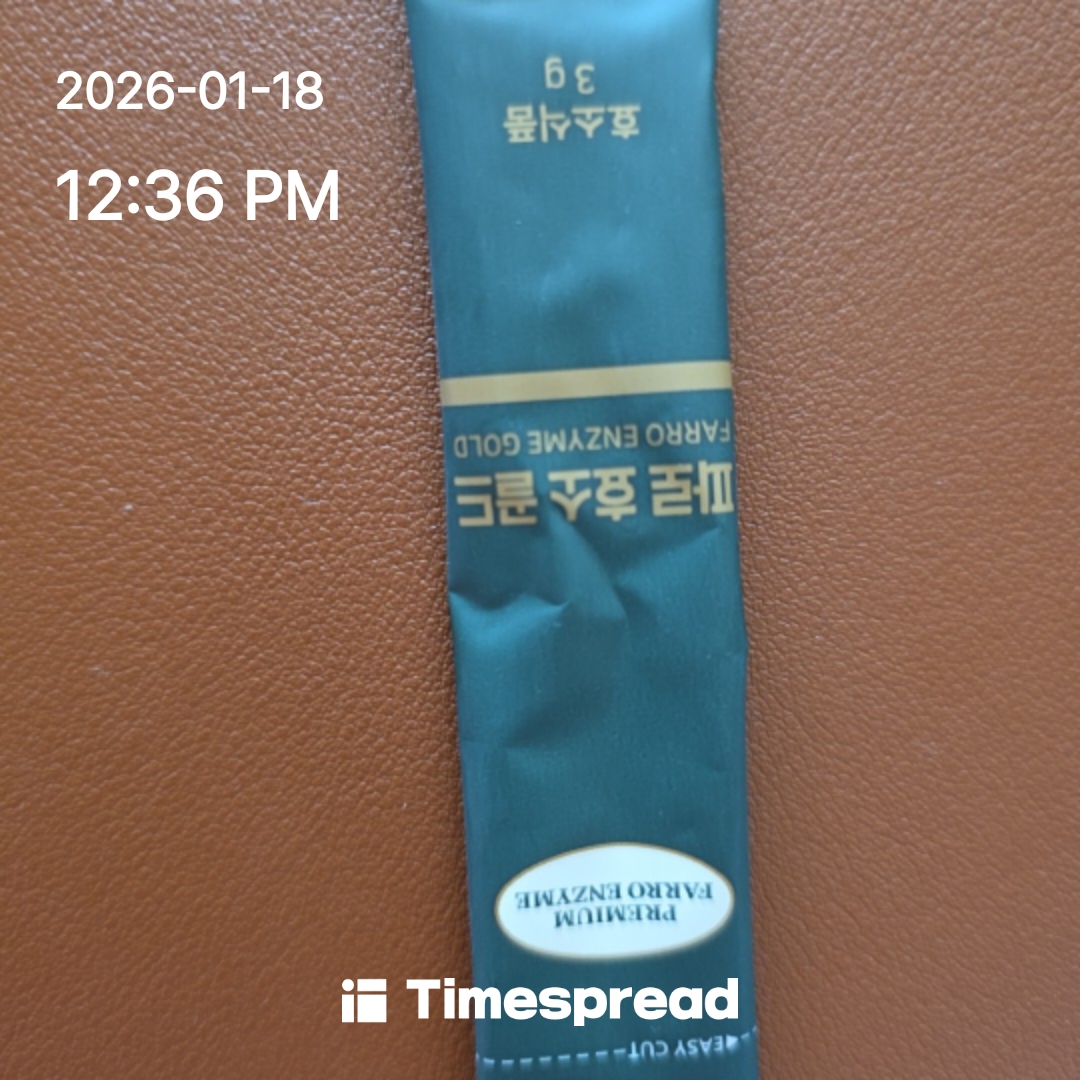 2026-01-18
12:36 PM
PREMIUM
FARRO ENZYME
파로 효소 골드
FARRO ENZYME GOLD
효소식품
3 g
Timespread
EASY CUT